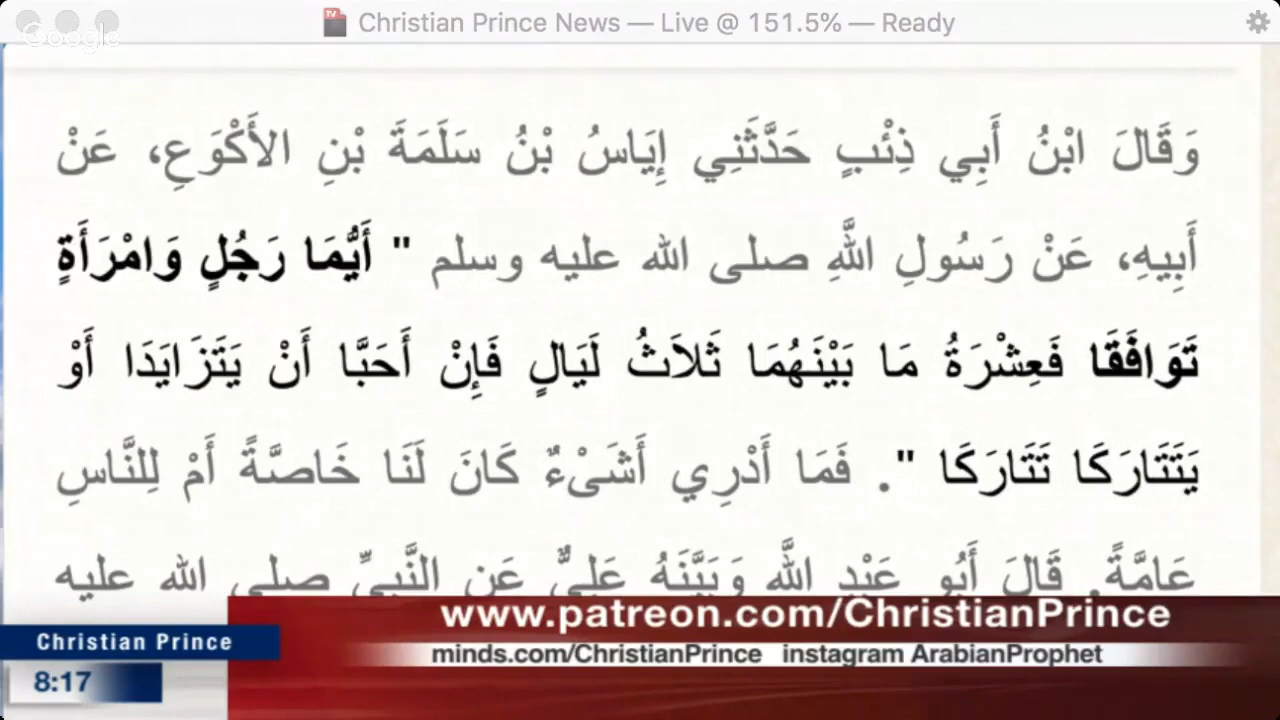 Christian Prince News — Live @ 151.5% — Ready
Google
وَقَالَ ابْنُ أَبِي ذِئْبٍ حَدَّثَنِي إِيَاسُ بْنُ سَلَمَةَ بْنِ الأَكْوَعِ، عَنْ
أَبِيهِ، عَنْ رَسُولِ اللَّهِ صلى الله عليه وسلم " أَيُّمَا رَجُلٍ وَامْرَأَةٍ
تَوَافَقَا فَعِشْرَةُ مَا بَيْنَهُمَا ثَلاَثُ لَيَالٍ فَإِنْ أَحَبَّا أَنْ يَتَزَايَدَا أَوْ
يَتَتَارَكَا تَتَارَكَا ". فَمَا أَدْرِي أَشَىْءٌ كَانَ لَنَا خَاصَّةً أَمْ لِلنَّاسِ
عَامَّةً. قَالَ أَبُو عَبْدِ اللَّهِ وَبَيَّنَهُ عَلِيٌّ عَنِ النَّبِيِّ صلى الله عليه
www.patreon.com/ChristianPrince
Christian Prince
minds.com/ChristianPrince instagram ArabianProphet
8:17